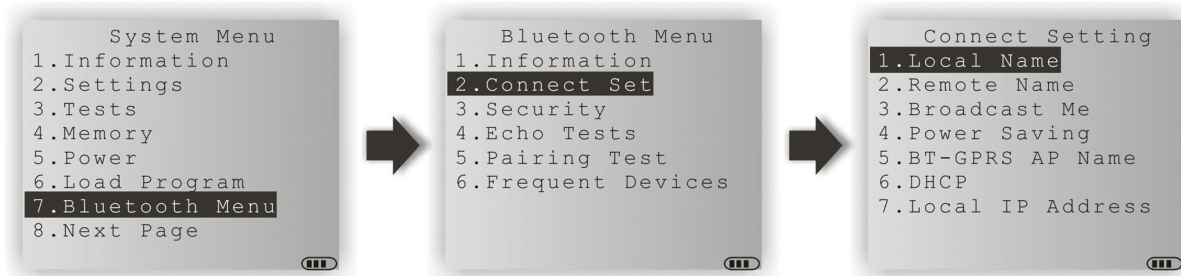 System Menu
1.Information
2.Settings
3.Tests
4.Memory
5.Power
6.Load Program
7.Bluetooth Menu
8.Next Page
Bluetooth Menu
1.Information
2.Connect Set
3.Security
4.Echo Tests
5.Pairing Test
6.Frequent Devices
Connect Setting
1.Local Name
2.Remote Name
3.Broadcast Me
4.Power Saving
5.BT-GPRS AP Name
6.DHCP
7.Local IP Address